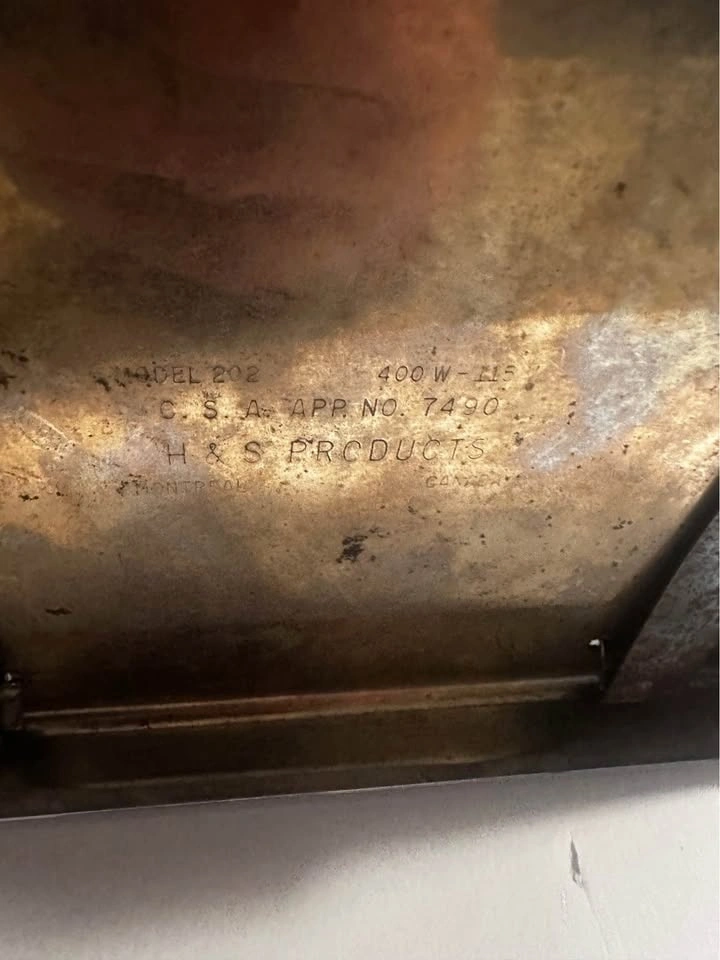 MODEL 202 400 W - 115
C. S. A. APP. NO. 7490
H & S PRODUCTS
MONTREAL CANADA